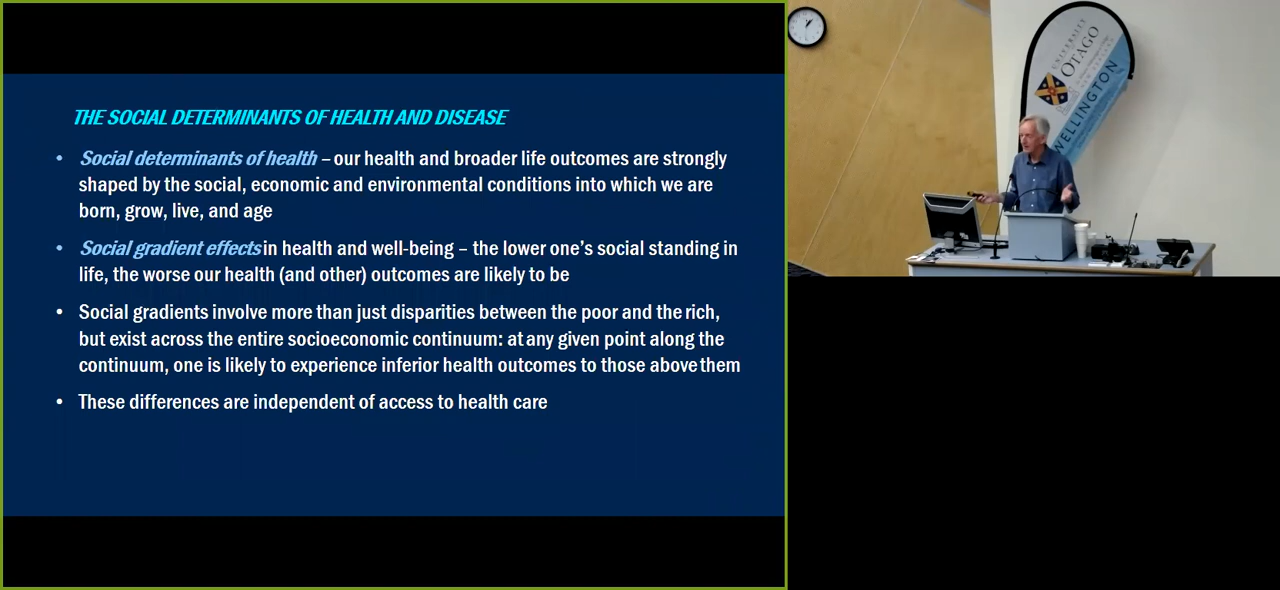 THE SOCIAL DETERMINANTS OF HEALTH AND DISEASE
• Social determinants of health – our health and broader life outcomes are strongly
shaped by the social, economic and environmental conditions into which we are
born, grow, live, and age
• Social gradient effects in health and well-being – the lower one's social standing in
life, the worse our health (and other) outcomes are likely to be
• Social gradients involve more than just disparities between the poor and the rich,
but exist across the entire socioeconomic continuum: at any given point along the
continuum, one is likely to experience inferior health outcomes to those above them
• These differences are independent of access to health care
UNIVERSITY
OTAGO
WELLINGTON